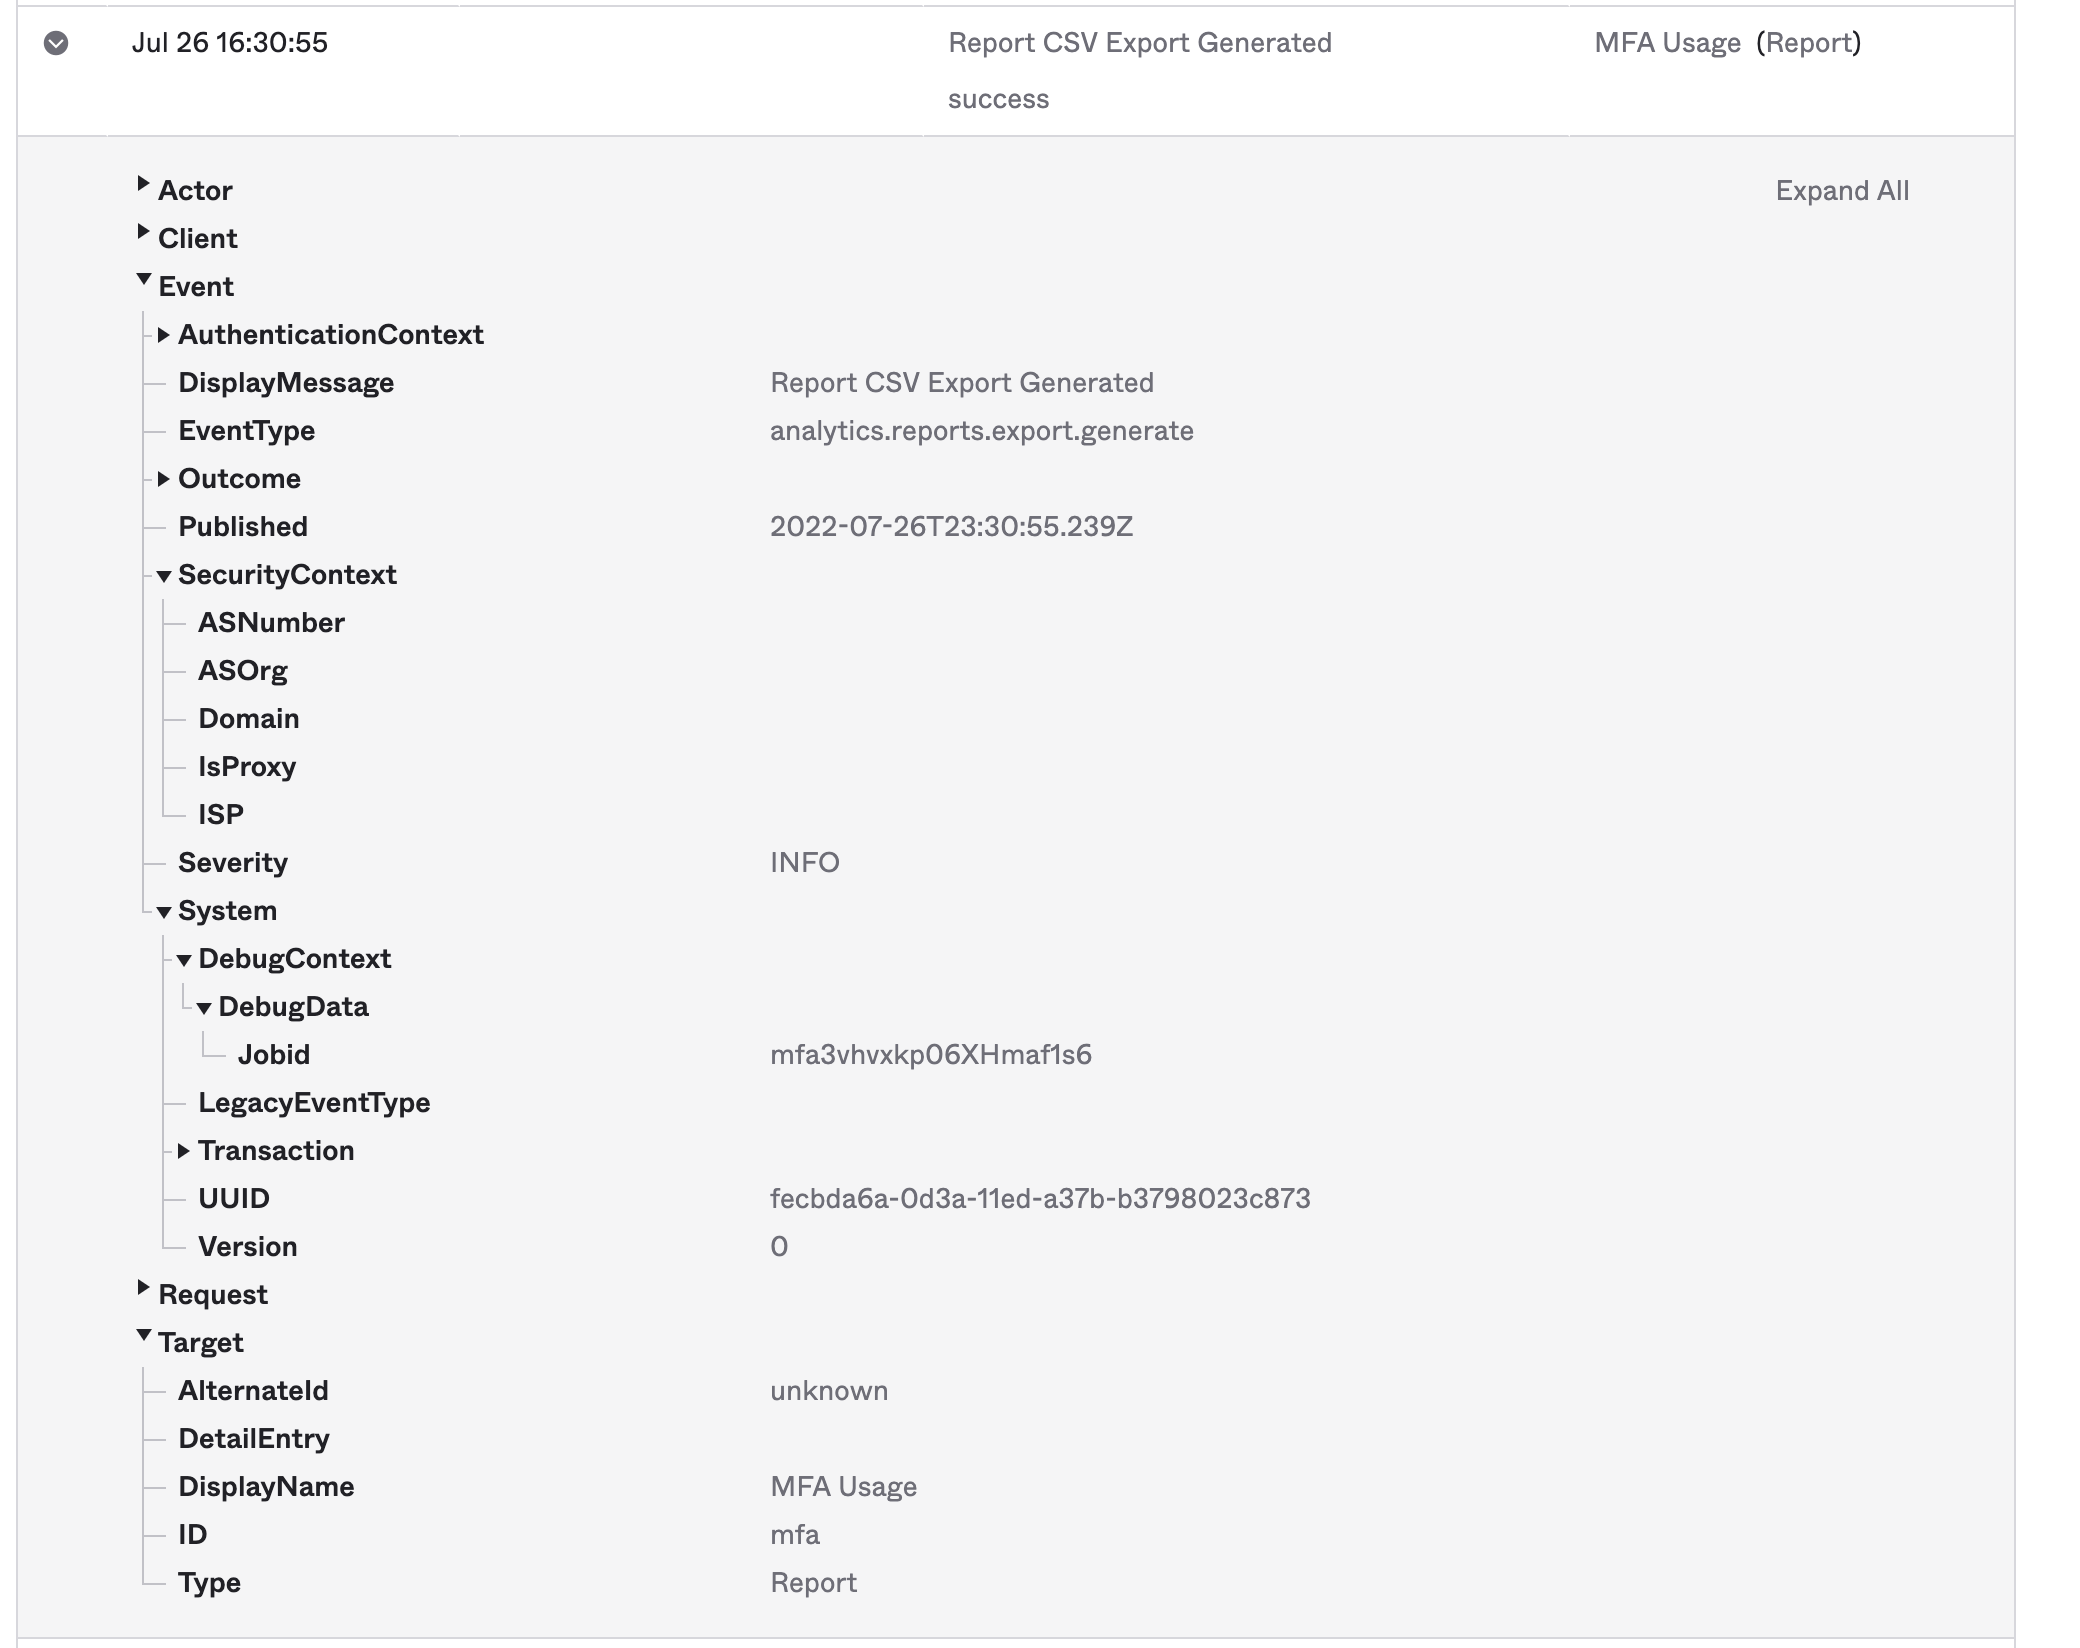 Jul 26 16:30:55 Report CSV Export Generated MFA Usage (Report)
success
Actor Expand All
Client
Event
AuthenticationContext
DisplayMessage Report CSV Export Generated
EventType analytics.reports.export.generate
Outcome
Published 2022-07-26T23:30:55.239Z
SecurityContext
ASNumber
ASOrg
Domain
IsProxy
ISP
Severity INFO
System
DebugContext
DebugData
Jobid mfa3vhvxkp06XHmaf1s6
LegacyEventType
Transaction
UUID fecbda6a-0d3a-11ed-a37b-b3798023c873
Version 0
Request
Target
AlternateId unknown
DetailEntry
DisplayName MFA Usage
ID mfa
Type Report